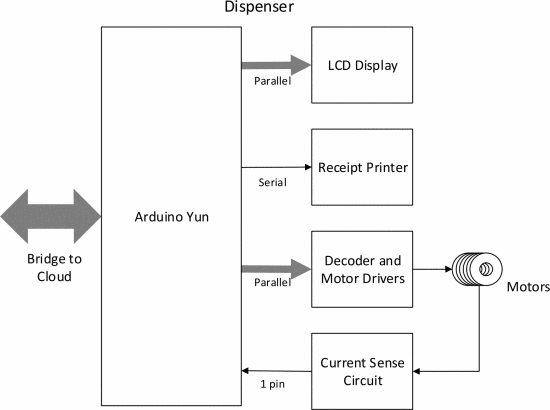 Dispenser
Arduino Yun
Bridge to
Cloud
Parallel
LCD Display
Serial
Receipt Printer
Parallel
Decoder and
Motor Drivers
Motors
1 pin
Current Sense
Circuit